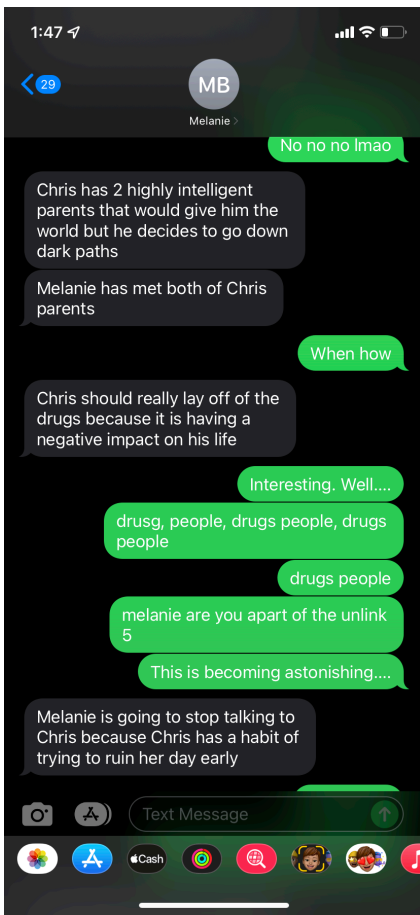 1:47
29
MB
Melanie
No no no lmao
Chris has 2 highly intelligent
parents that would give him the
world but he decides to go down
dark paths
Melanie has met both of Chris
parents
When how
Chris should really lay off of the
drugs because it is having a
negative impact on his life
Interesting. Well....
drusg, people, drugs people, drugs
people
drugs people
melanie are you apart of the unlink
5
This is becoming astonishing....
Melanie is going to stop talking to
Chris because Chris has a habit of
trying to ruin her day early
Text Message
Cash